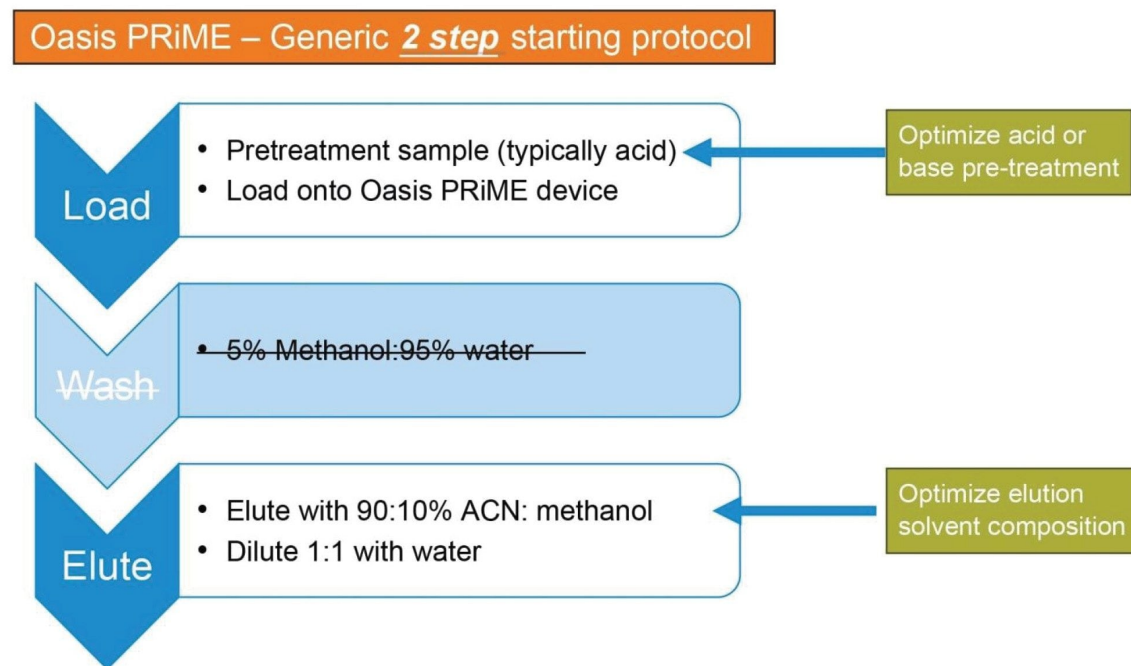 Oasis PRiME – Generic 2 step starting protocol
Load
• Pretreatment sample (typically acid)
• Load onto Oasis PRiME device
Optimize acid or
base pre-treatment
Wash
• 5% Methanol:95% water
Elute
• Elute with 90:10% ACN: methanol
• Dilute 1:1 with water
Optimize elution
solvent composition